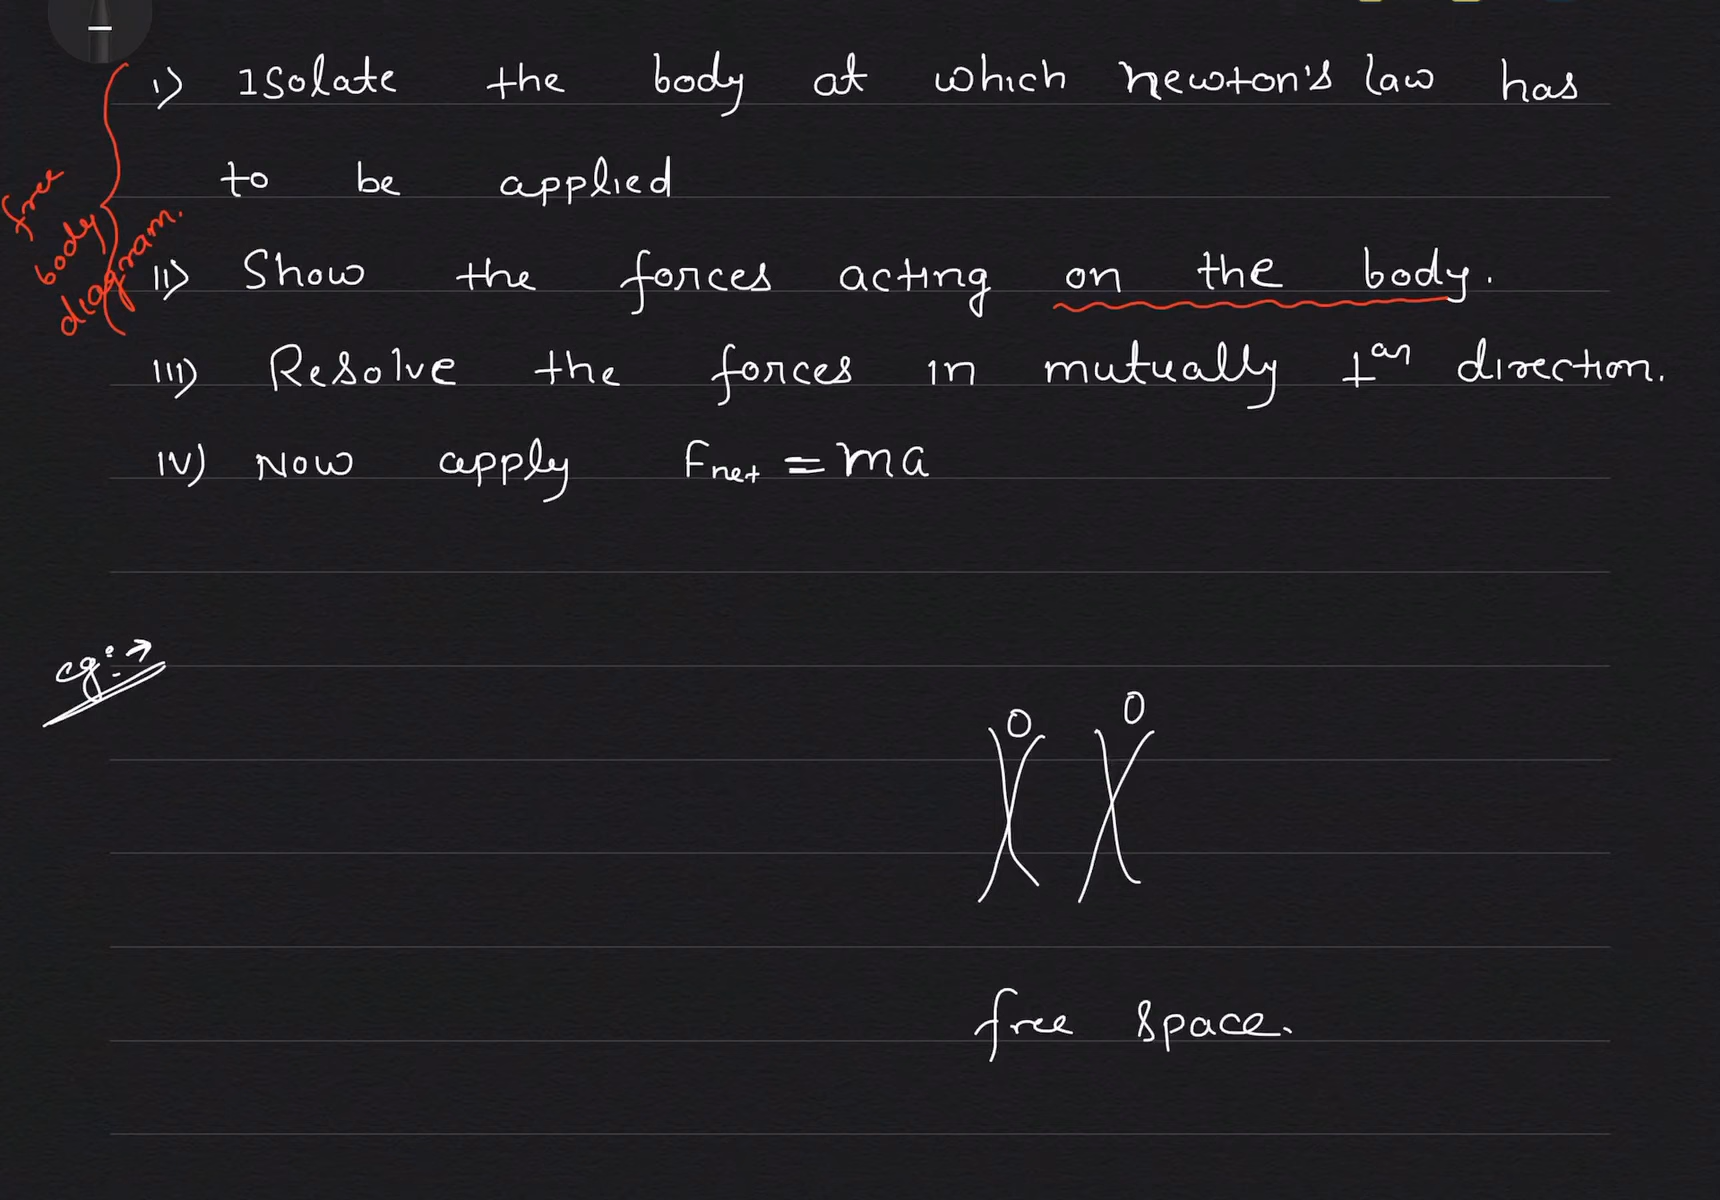 i) Isolate the body at which newton's law has
to be applied
free
body
diagram.
ii) Show the forces acting on the body.
iii) Resolve the forces in mutually ⊥ar direction.
iv) Now apply Fnet = ma
eg:→
free space.